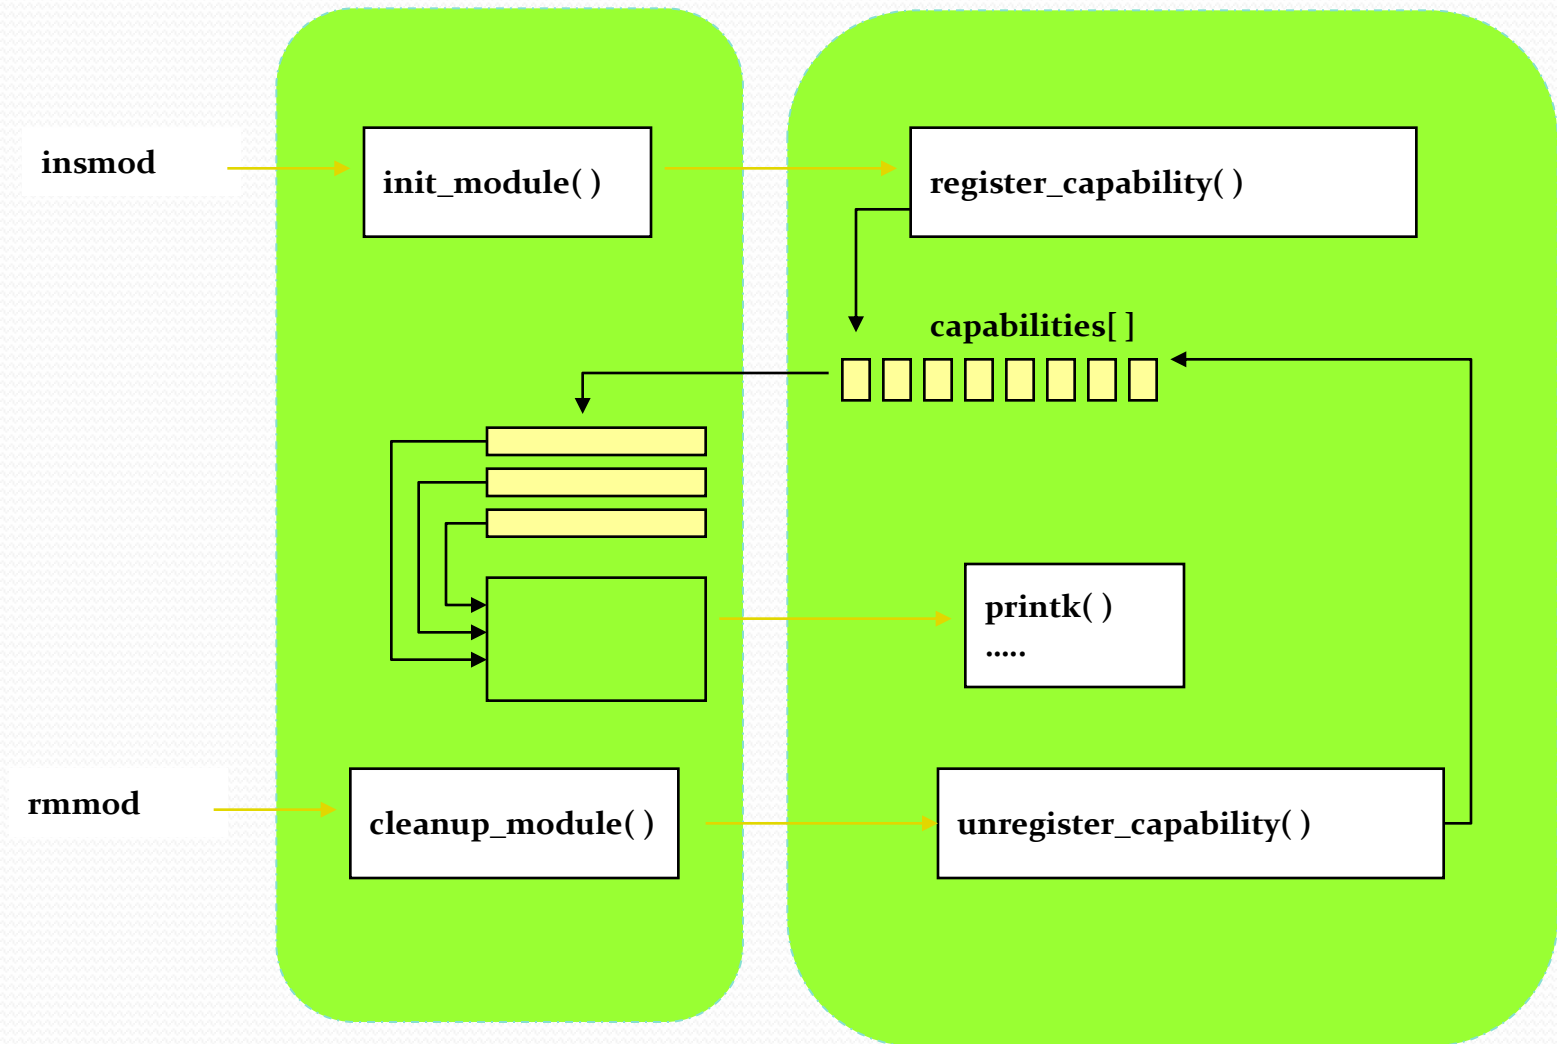 insmod
init_module( )
register_capability( )
capabilities[ ]
printk( )
.....
rmmod
cleanup_module( )
unregister_capability( )